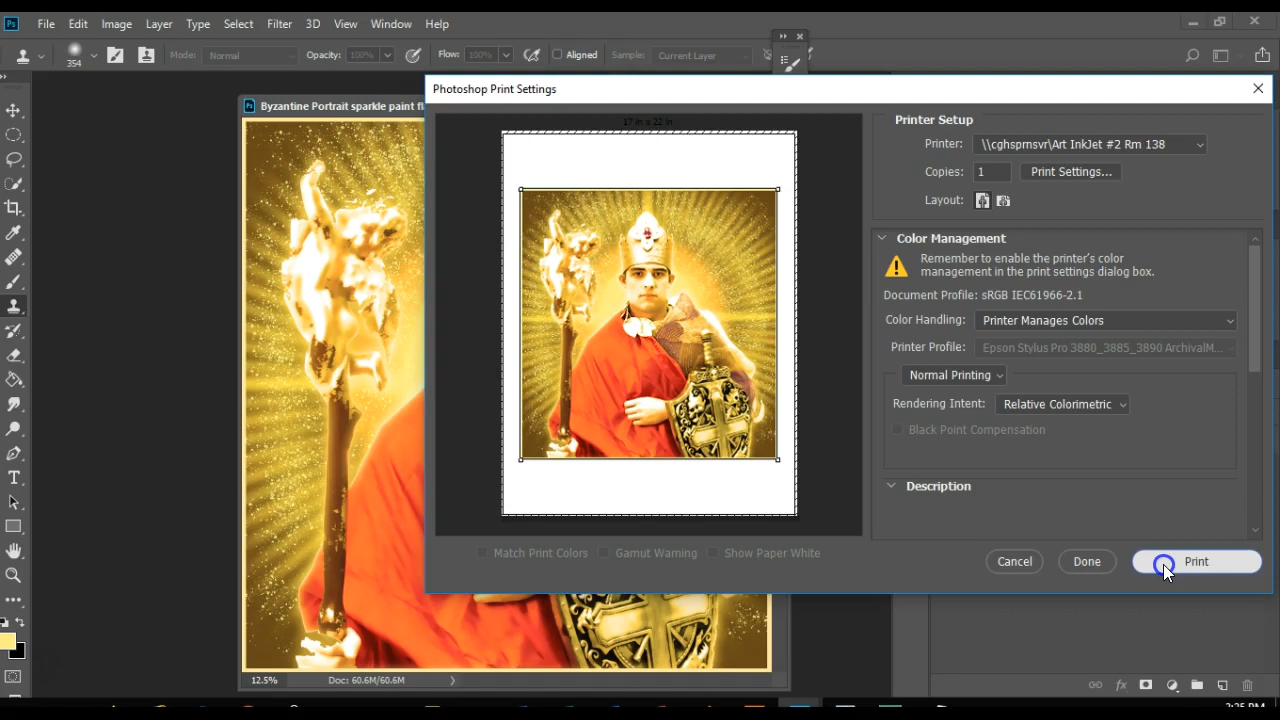 Ps File Edit Image Layer Type Select Filter 3D View Window Help
354 Mode: Normal Opacity: 100% Flow: 100% Aligned Sample: Current Layer
Ps Byzantine Portrait sparkle paint
Photoshop Print Settings
17 in x 22 in
Printer Setup
Printer: \\cghsprnsvr\Art InkJet #2 Rm 138
Copies: 1 Print Settings...
Layout:
Color Management
Remember to enable the printer's color
management in the print settings dialog box.
Document Profile: sRGB IEC61966-2.1
Color Handling: Printer Manages Colors
Printer Profile: Epson Stylus Pro 3880_3885_3890 ArchivalM...
Normal Printing
Rendering Intent: Relative Colorimetric
Black Point Compensation
Description
Match Print Colors Gamut Warning Show Paper White
Cancel Done Print
12.5% Doc: 60.6M/60.6M